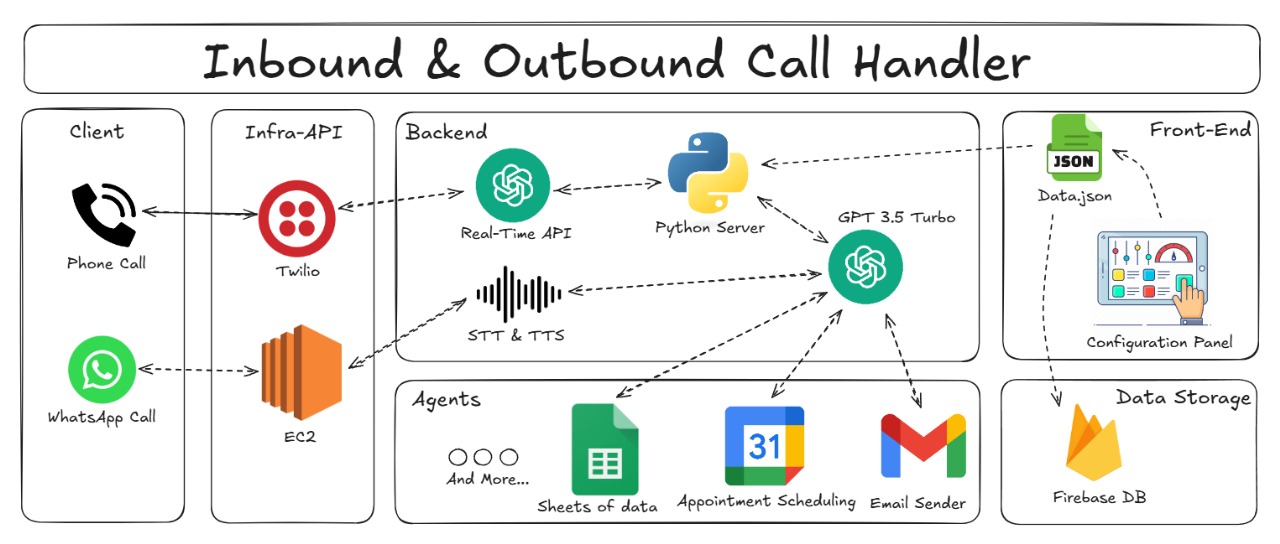 Inbound & Outbound Call Handler
Client
Phone Call
WhatsApp Call
Infra-API
Twilio
EC2
Backend
Real-Time API
Python Server
GPT 3.5 Turbo
STT & TTS
Agents
And More...
Sheets of data
31
Appointment Scheduling
Email Sender
Front-End
JSON
Data.json
Configuration Panel
Data Storage
Firebase DB